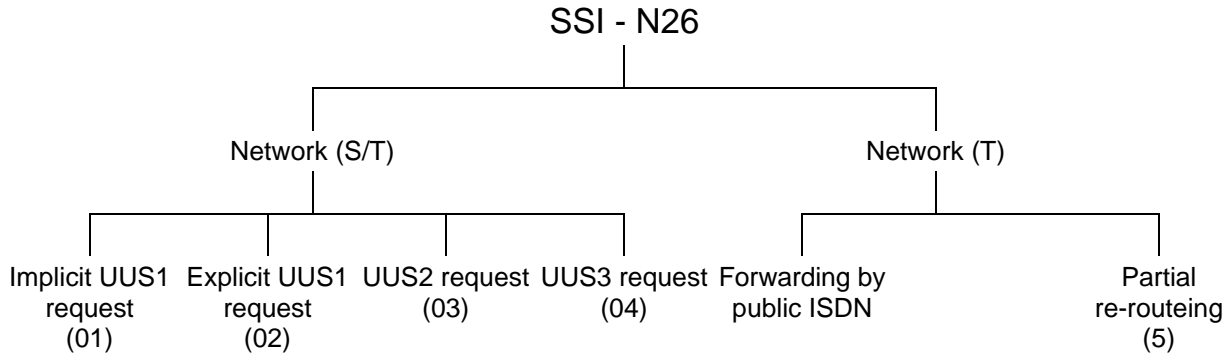 SSI - N26
Network (S/T)
Network (T)
Implicit UUS1
request
(01)
Explicit UUS1
request
(02)
UUS2 request
(03)
UUS3 request
(04)
Forwarding by
public ISDN
Partial
re-routeing
(5)